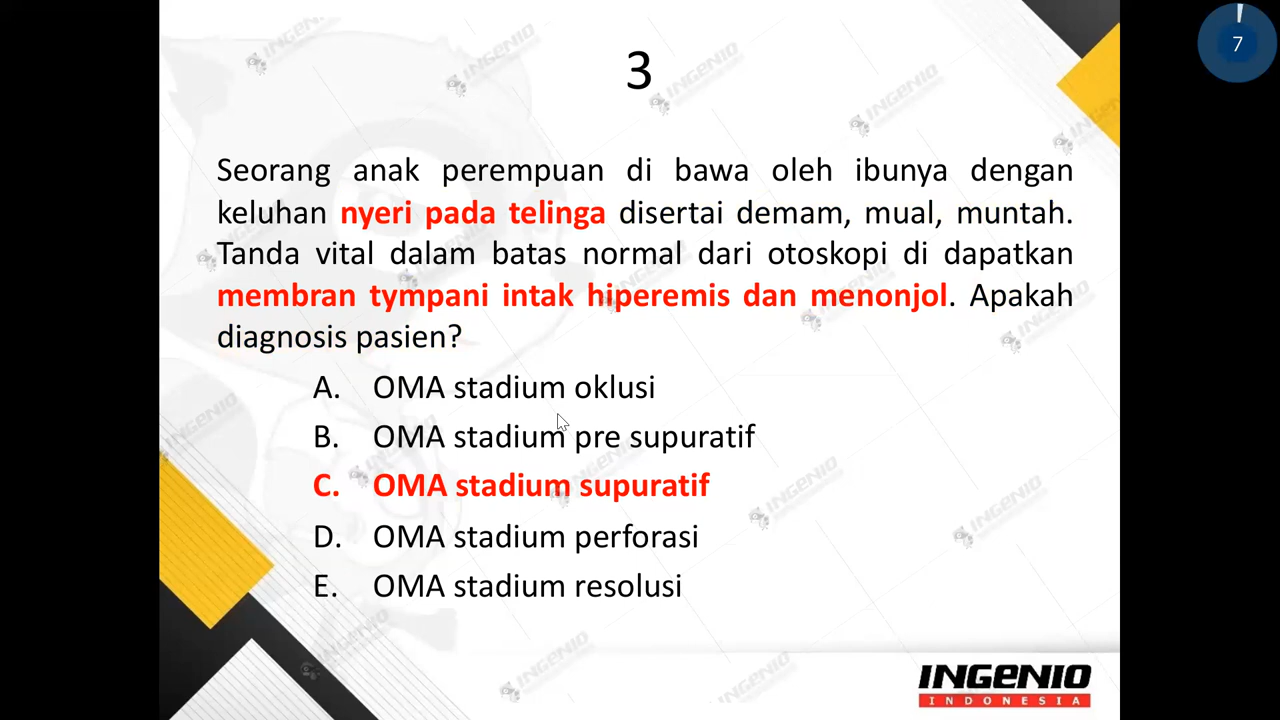 7
3
Seorang anak perempuan di bawa oleh ibunya dengan
keluhan nyeri pada telinga disertai demam, mual, muntah.
Tanda vital dalam batas normal dari otoskopi di dapatkan
membran tympani intak hiperemis dan menonjol. Apakah
diagnosis pasien?
A. OMA stadium oklusi
B. OMA stadium pre supuratif
C. OMA stadium supuratif
D. OMA stadium perforasi
E. OMA stadium resolusi
INGENIO
INDONESIA